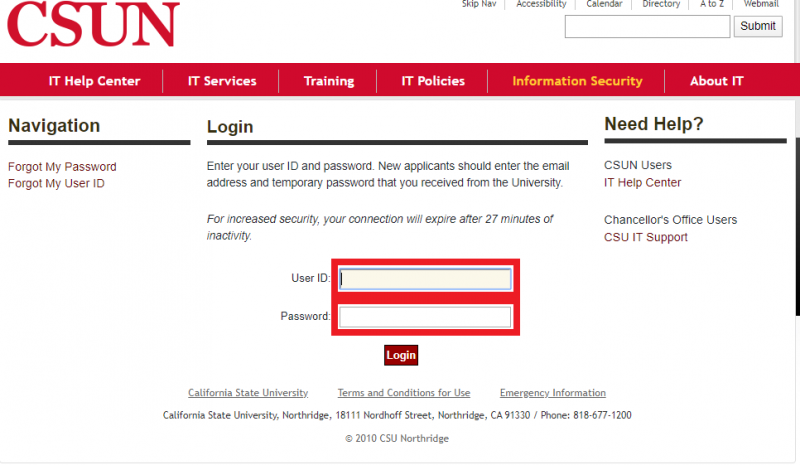 CSUN
Skip Nav Accessibility Calendar Directory A to Z Webmail
Submit
IT Help Center IT Services Training IT Policies Information Security About IT
Navigation
Forgot My Password
Forgot My User ID
Login
Enter your user ID and password. New applicants should enter the email
address and temporary password that you received from the University.
For increased security, your connection will expire after 27 minutes of
inactivity.
User ID:
Password:
Login
Need Help?
CSUN Users
IT Help Center
Chancellor's Office Users
CSU IT Support
California State University Terms and Conditions for Use Emergency Information
California State University, Northridge, 18111 Nordhoff Street, Northridge, CA 91330 / Phone: 818-677-1200
© 2010 CSU Northridge